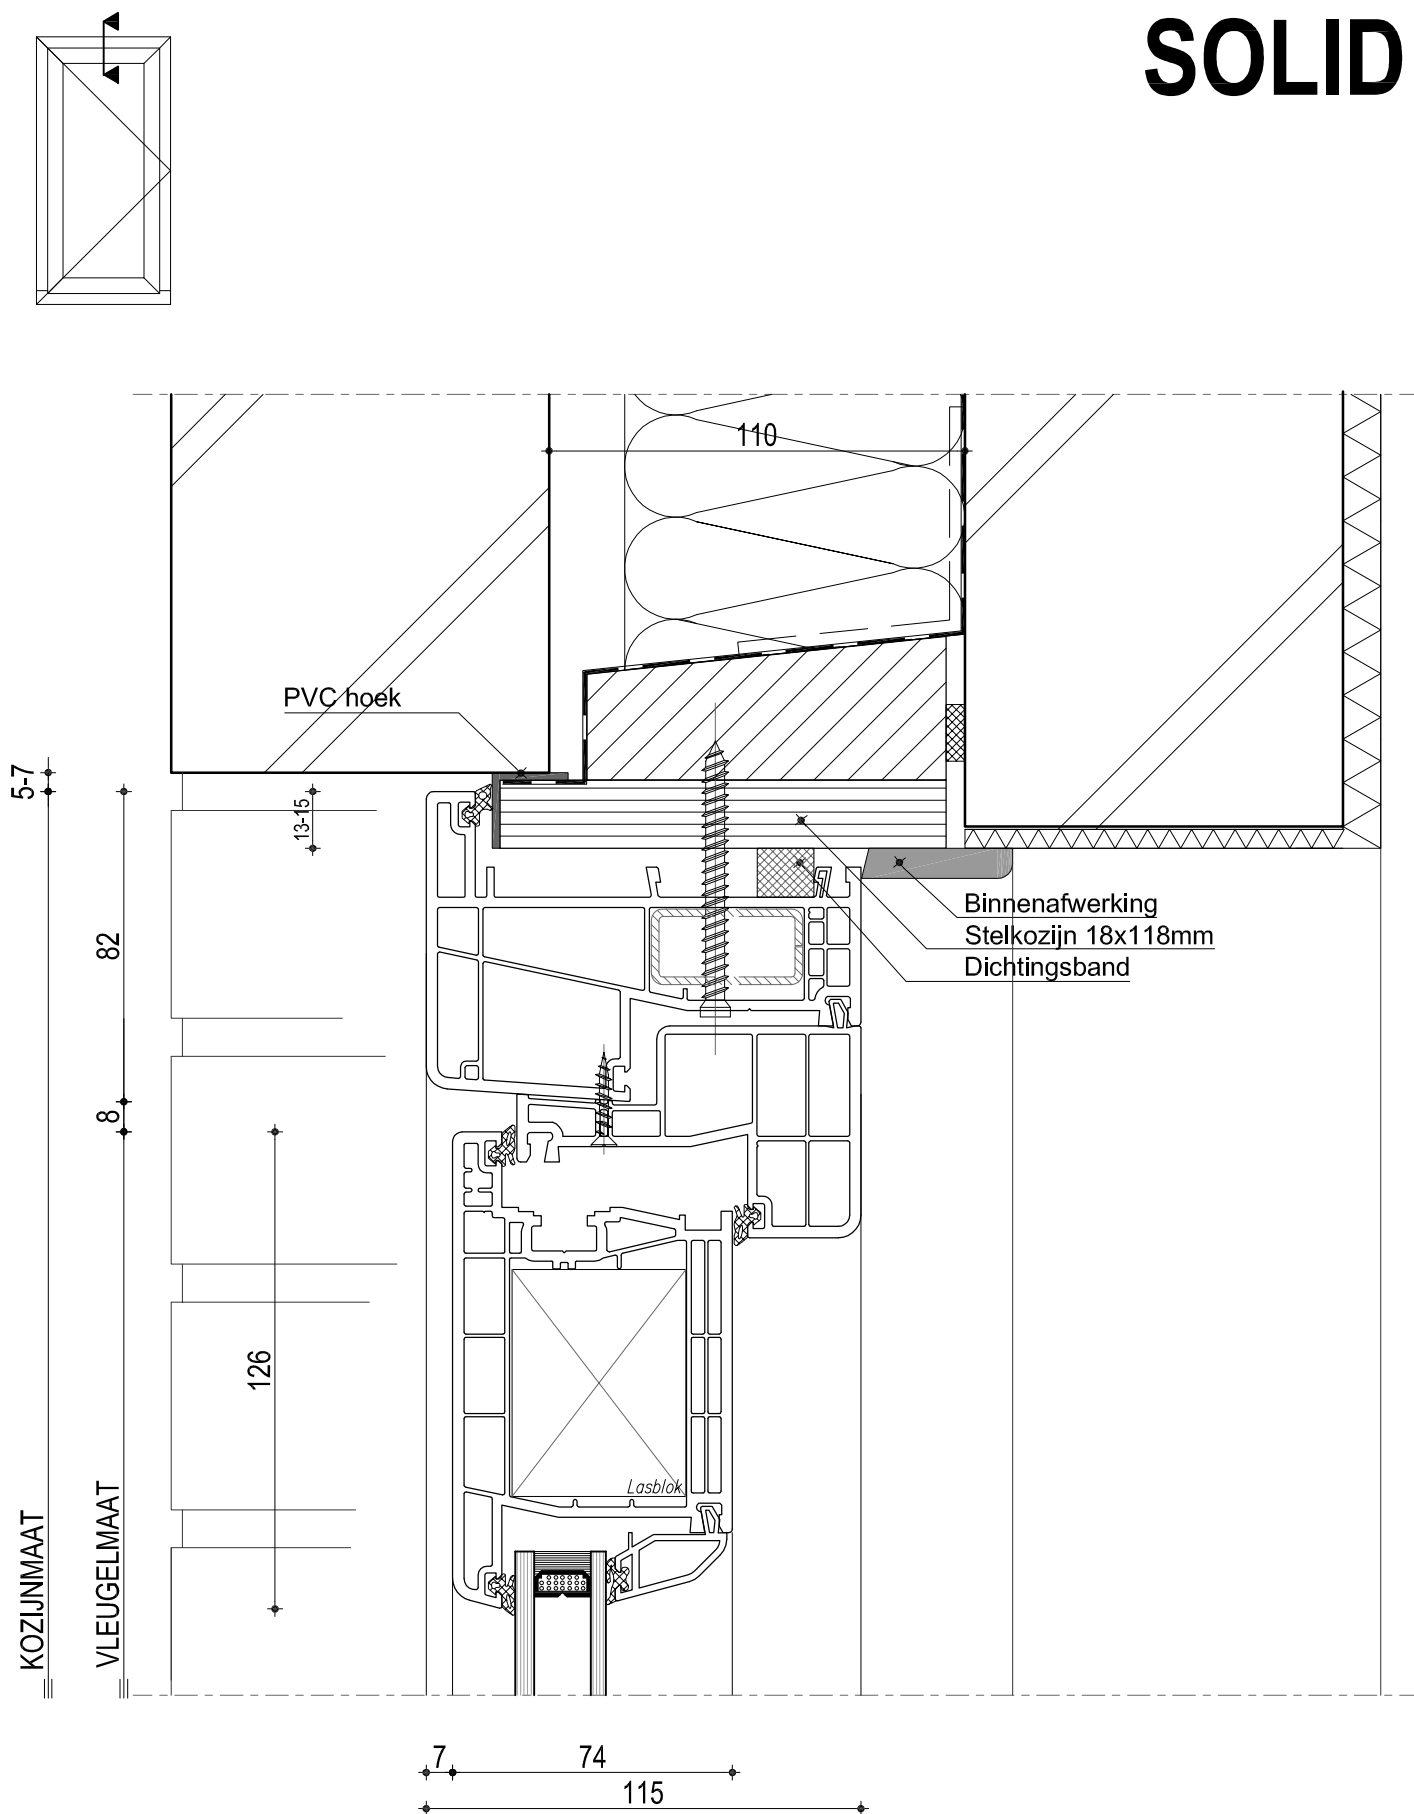 SOLID
110
PVC hoek
5-7
13-15
Binnenafwerking
Stelkozijn 18x118mm
Dichtingsband
82
8
126
Lasblok
KOZIJNMAAT
VLEUGELMAAT
7
74
115